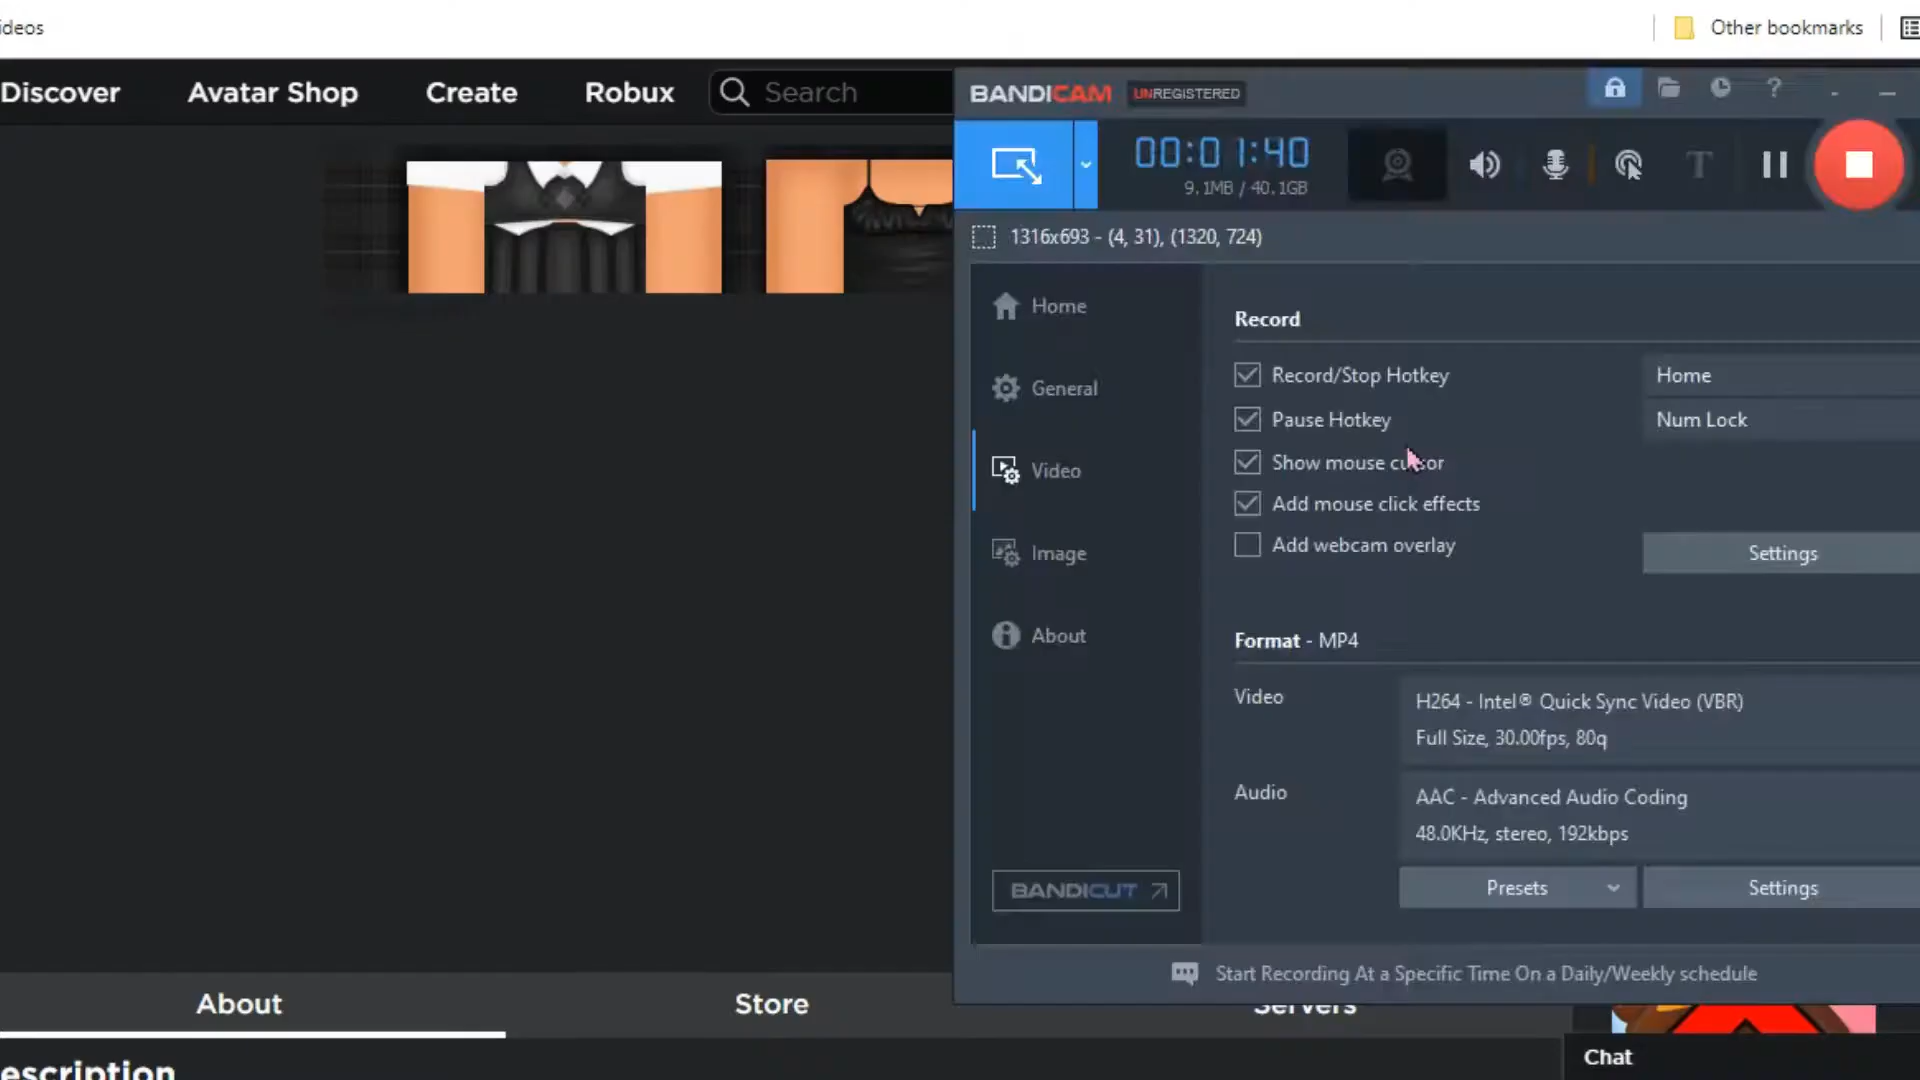 ideos
Other bookmarks
Discover
Avatar Shop
Create
Robux
Search
BANDICAM
UNREGISTERED
?
00:01:40
9.1MB / 40.1GB
T
1316x693 - (4, 31), (1320, 724)
Home
General
Video
Image
About
BANDICUT
Record
Record/Stop Hotkey
Home
Pause Hotkey
Num Lock
Show mouse cursor
Add mouse click effects
Add webcam overlay
Settings
Format - MP4
Video
H264 - Intel® Quick Sync Video (VBR)
Full Size, 30.00fps, 80q
Audio
AAC - Advanced Audio Coding
48.0KHz, stereo, 192kbps
Presets
Settings
Start Recording At a Specific Time On a Daily/Weekly schedule
About
Store
Servers
Chat
escription